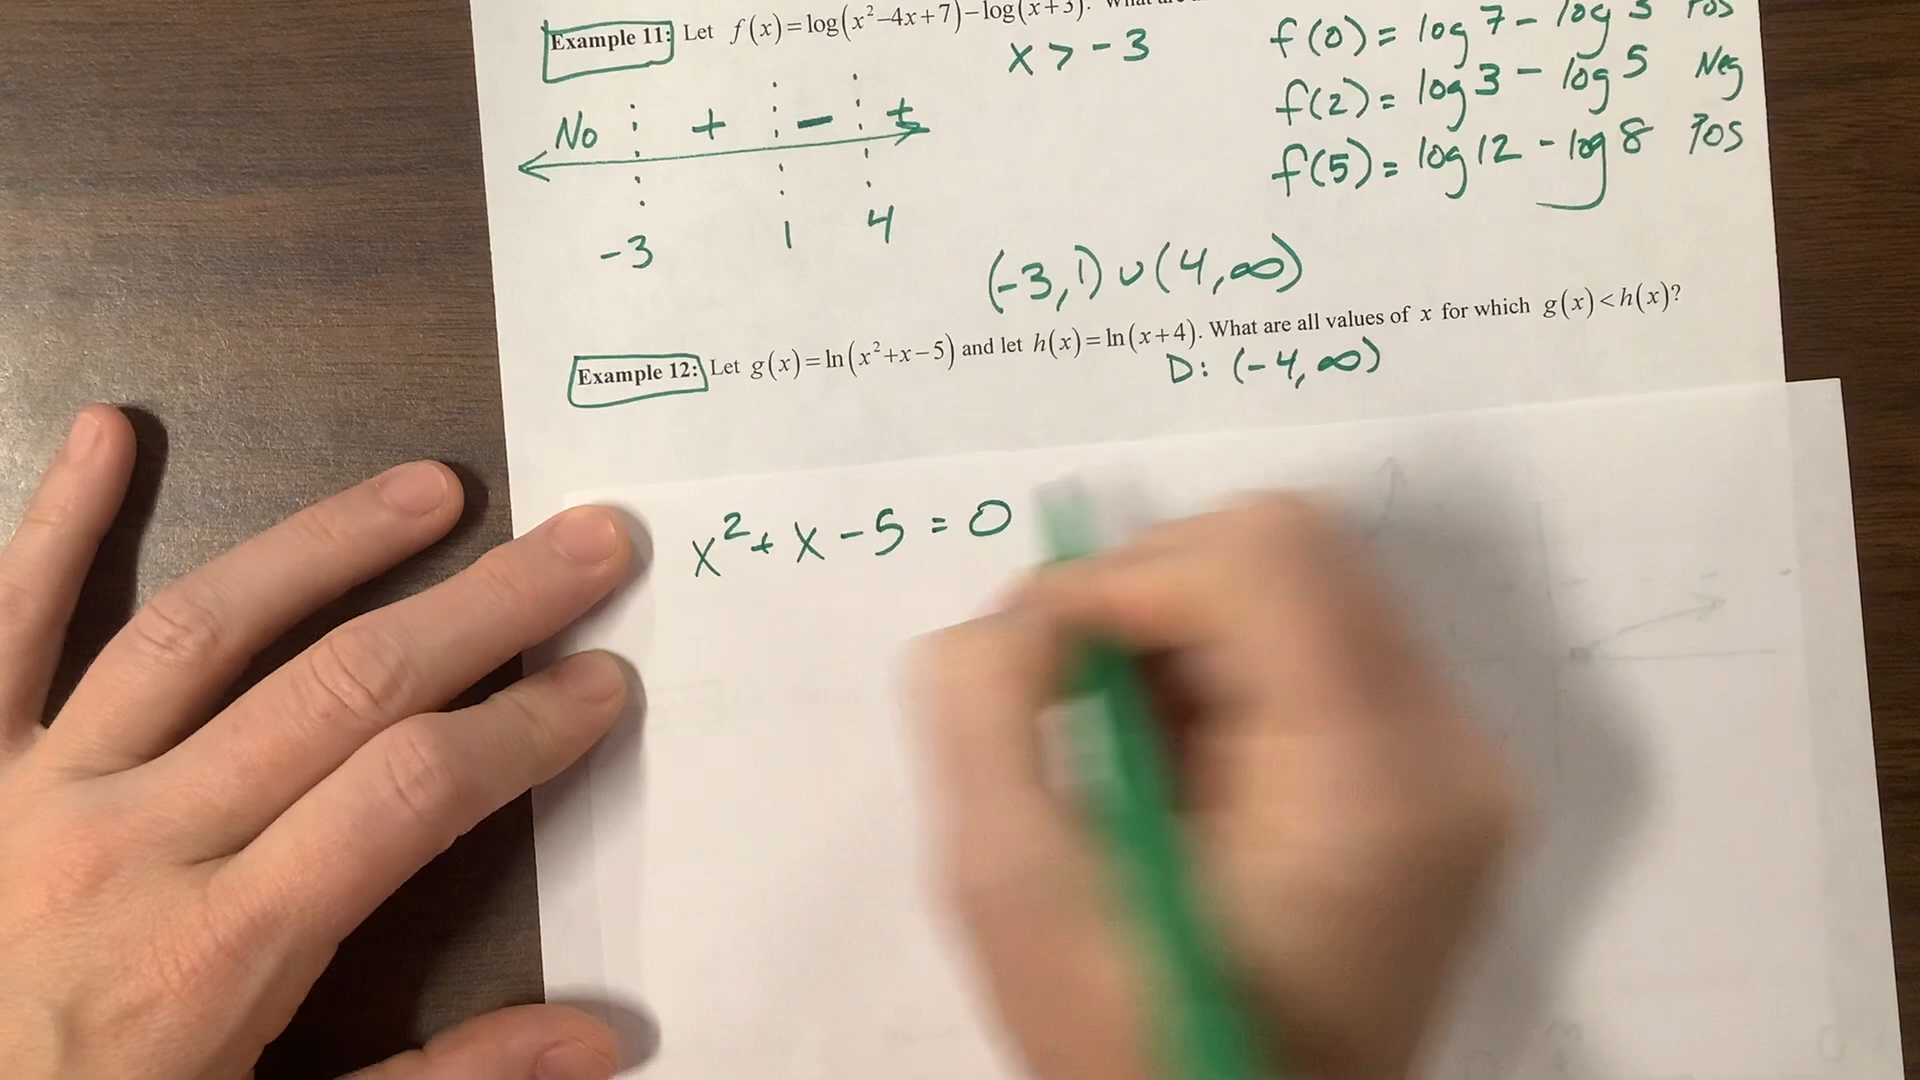 Example 11: Let f(x)=log(x²−4x+7)−log(x+3).
x > -3
f(0) = log 7 - log 3 Pos
f(2) = log 3 - log 5 Neg
f(5) = log 12 - log 8 Pos
No + - +
-3 1 4
(-3,1) ∪ (4,∞)
Example 12: Let g(x)=ln(x²+x−5) and let h(x)=ln(x+4). What are all values of x for which g(x)<h(x)?
D: (-4,∞)
x² + x - 5 = 0